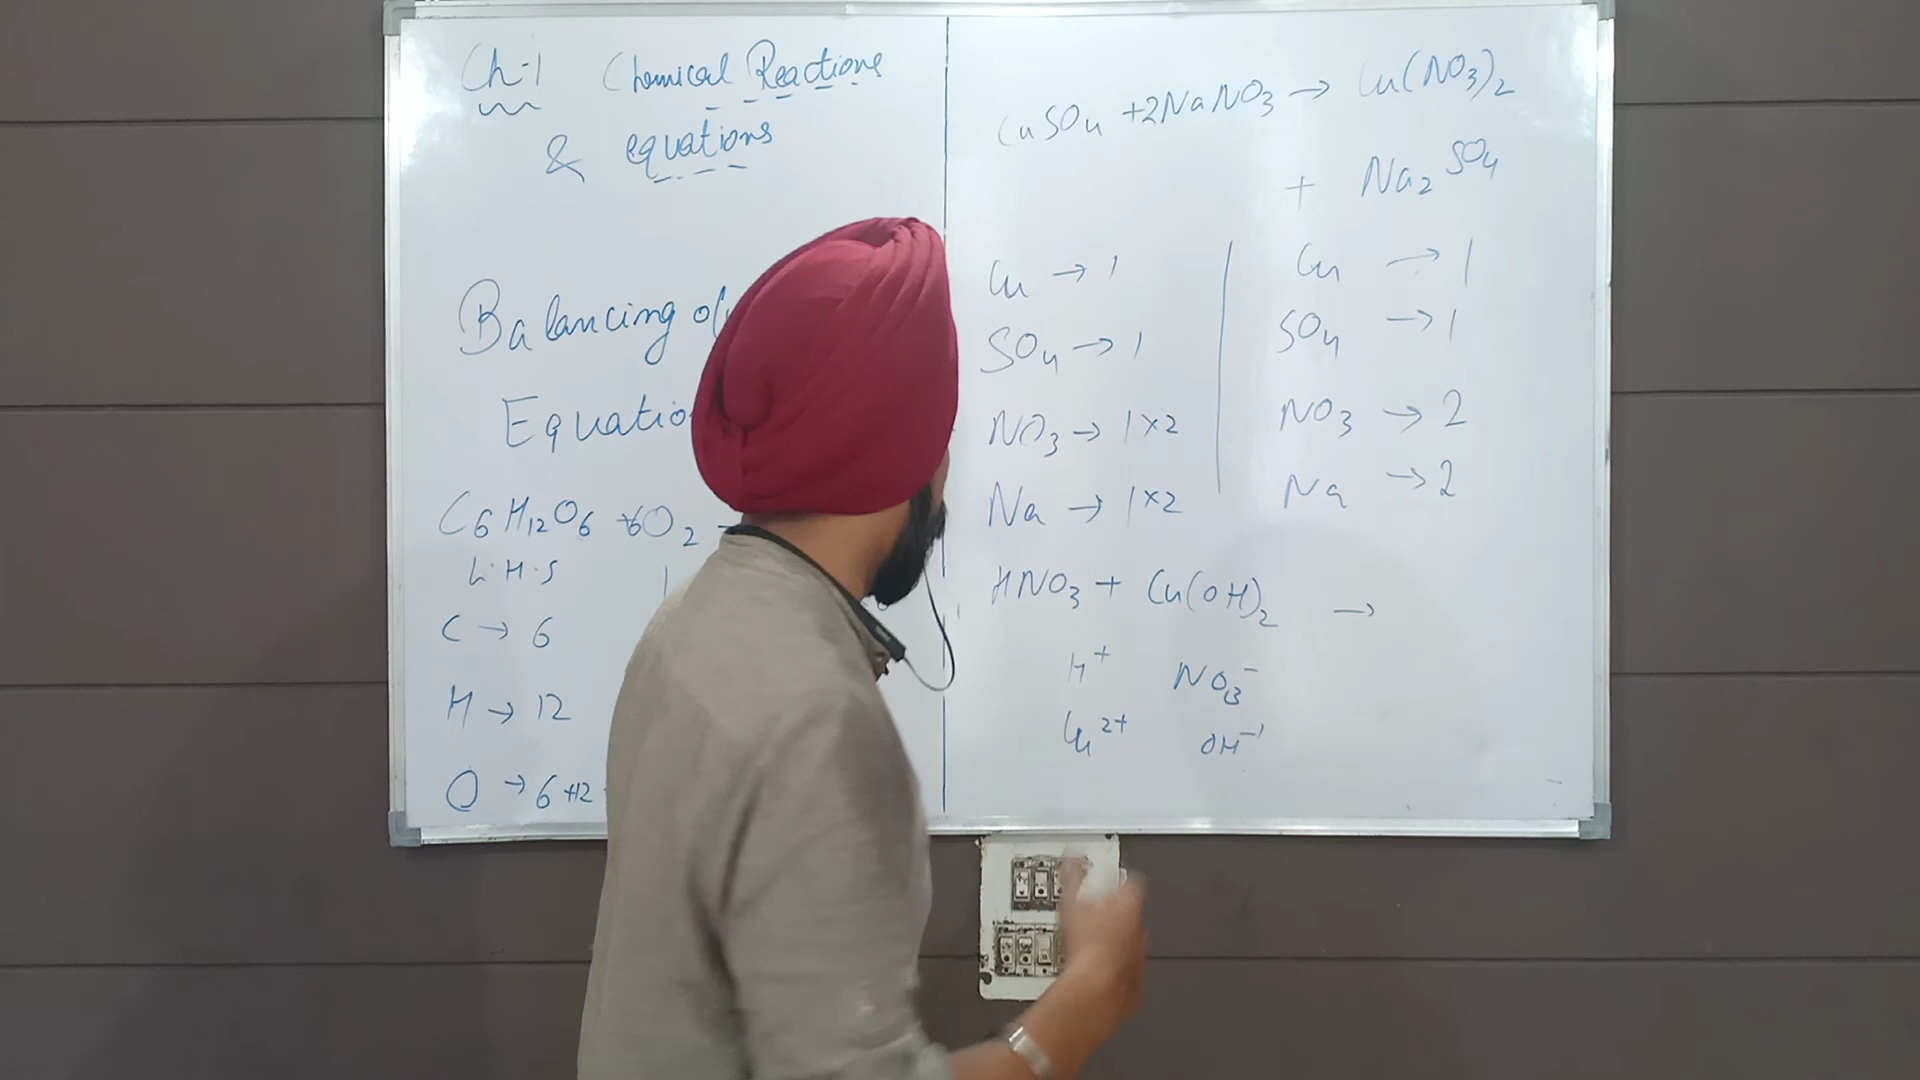 Ch-1 Chemical Reactions
& equations
Balancing of
Equatio
C6H12O6 +6O2
L.H.S
C → 6
H → 12
O → 6+12
CuSO4 +2NaNO3 → Cu(NO3)2
+ Na2SO4
Cu → 1
SO4 → 1
NO3 → 1×2
Na → 1×2
Cu → 1
SO4 → 1
NO3 → 2
Na → 2
HNO3 + Cu(OH)2 →
H+ NO3-
Cu2+ OH-1